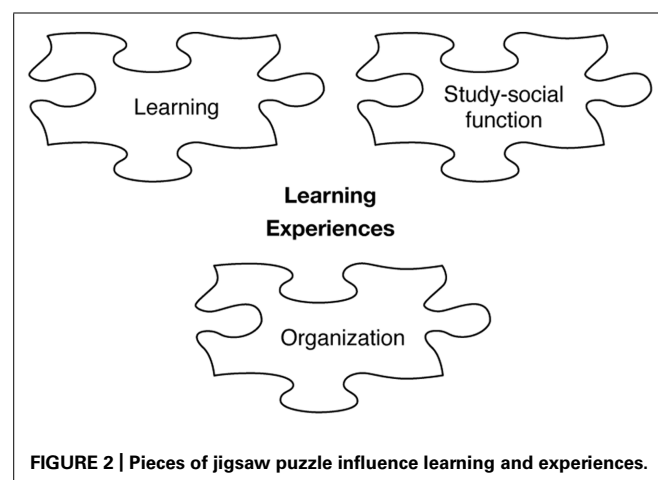 Learning
Study-social
function
Learning
Experiences
Organization
FIGURE 2 | Pieces of jigsaw puzzle influence learning and experiences.